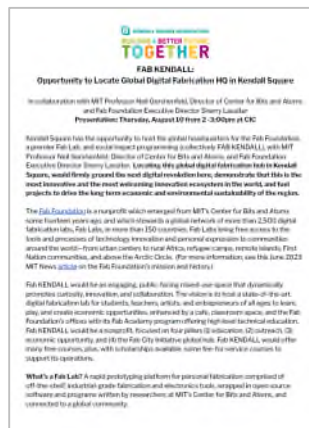 KENDALL SQUARE ASSOCIATION
BUILDING A BETTER FUTURE
TOGETHER
FAB KENDALL:
Opportunity to Locate Global Digital Fabrication HQ in Kendall Square
In collaboration with MIT Professor Neil Gershenfeld, Director of Center for Bits and Atoms
and Fab Foundation Executive Director Sherry Lassiter
Presentation: Thursday, August 10 from 2-3:00pm at CIC
Kendall Square has the opportunity to host the global headquarters for the Fab Foundation,
a premier Fab Lab, and social impact programming (collectively FAB KENDALL), with MIT
Professor Neil Gershenfeld, Director of Center for Bits and Atoms, and Fab Foundation
Executive Director Sherry Lassiter. Locating this global digital fabrication hub in Kendall
Square, would firmly ground the next digital revolution here, demonstrate that this is the
most innovative and the most welcoming innovation ecosystem in the world, and fuel
projects to drive the long term economic and environmental sustainability of the region.
The Fab Foundation is a nonprofit which emerged from MIT's Center for Bits and Atoms
some fourteen years ago, and which stewards a global network of more than 2,500 digital
fabrication labs, Fab Labs, in more than 150 countries. Fab Labs bring free access to the
tools and processes of technology innovation and personal expression to communities
around the world—from urban centers to rural Africa, refugee camps, remote islands, First
Nation communities, and above the Arctic Circle. (For more information, see this June 2023
MIT News article on the Fab Foundation's mission and history.)
FAB KENDALL would be an engaging, public-facing mixed-use space that dynamically
promotes curiosity, innovation, and collaboration. The vision is to host a state-of-the-art
digital fabrication lab for students, teachers, artists, and entrepreneurs of all ages to learn,
play, and create economic opportunities, enhanced by a cafe, classroom space, and the Fab
Foundation's offices with its Fab Academy program offering high level technical education.
FAB KENDALL would be a nonprofit, focused on four pillars (1) education, (2) outreach, (3)
economic opportunity, and (4) the Fab City Initiative global hub. FAB KENDALL would offer
many free courses, plus, with scholarships available, some fee-for-service courses to
support its operations.
What's a Fab Lab? A rapid prototyping platform for personal fabrication comprised of
off-the-shelf, industrial-grade fabrication and electronics tools, wrapped in open source
software and programs written by researchers at MIT's Center for Bits and Atoms, and
connected to a global community.